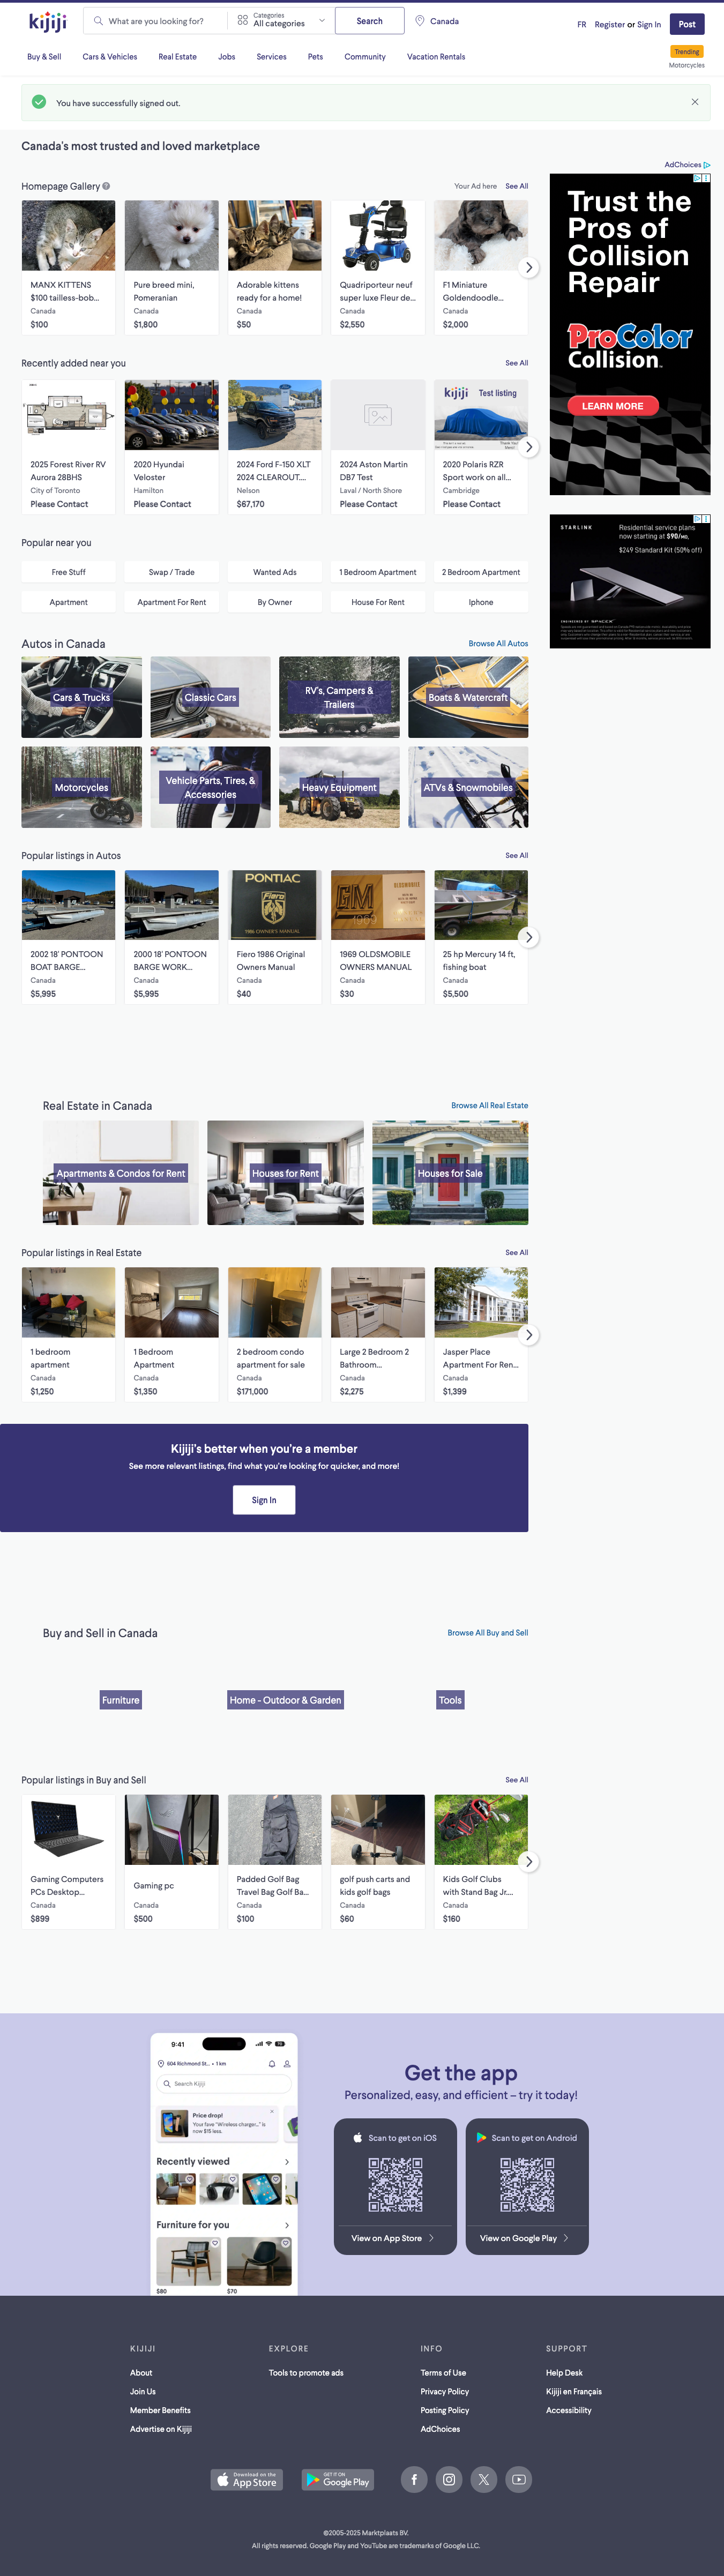 kijiji
What are you looking for?
Categories
All categories
Search
Canada
FR
Register or Sign In
Post
Buy & Sell
Cars & Vehicles
Real Estate
Jobs
Services
Pets
Community
Vacation Rentals
Trending
Motorcycles
You have successfully signed out.
Canada's most trusted and loved marketplace
AdChoices
Homepage Gallery
Your Ad here
See All
MANX KITTENS
$100 tailless-bob...
Canada
$100
Pure breed mini,
Pomeranian
Canada
$1,800
Adorable kittens
ready for a home!
Canada
$50
Quadriporteur neuf
super luxe Fleur de...
Canada
$2,550
F1 Miniature
Goldendoodle...
Canada
$2,000
Trust the
Pros of
Collision
Repair
ProColor
Collision™
LEARN MORE
Recently added near you
See All
2025 Forest River RV
Aurora 28BHS
City of Toronto
Please Contact
2020 Hyundai
Veloster
Hamilton
Please Contact
2024 Ford F-150 XLT
2024 CLEAROUT....
Nelson
$67,170
2024 Aston Martin
DB7 Test
Laval / North Shore
Please Contact
kijiji Test listing
2020 Polaris RZR
Sport work on all...
Cambridge
Please Contact
STARLINK
Residential service plans
now starting at $90/MO,
$249 Standard Kit (50% off)
Popular near you
Free Stuff
Swap / Trade
Wanted Ads
1 Bedroom Apartment
2 Bedroom Apartment
Apartment
Apartment For Rent
By Owner
House For Rent
Iphone
Autos in Canada
Browse All Autos
Cars & Trucks
Classic Cars
RV's, Campers &
Trailers
Boats & Watercraft
Motorcycles
Vehicle Parts, Tires, &
Accessories
Heavy Equipment
ATVs & Snowmobiles
Popular listings in Autos
See All
2002 18' PONTOON
BOAT BARGE...
Canada
$5,995
2000 18' PONTOON
BARGE WORK...
Canada
$5,995
PONTIAC
Fiero
1986 OWNER'S MANUAL
Fiero 1986 Original
Owners Manual
Canada
$40
GM
OLDSMOBILE
1969 OLDSMOBILE
OWNERS MANUAL
Canada
$30
25 hp Mercury 14 ft,
fishing boat
Canada
$5,500
Real Estate in Canada
Browse All Real Estate
Apartments & Condos for Rent
Houses for Rent
Houses for Sale
Popular listings in Real Estate
See All
1 bedroom
apartment
Canada
$1,250
1 Bedroom
Apartment
Canada
$1,350
2 bedroom condo
apartment for sale
Canada
$171,000
Large 2 Bedroom 2
Bathroom...
Canada
$2,275
Jasper Place
Apartment For Ren...
Canada
$1,399
Kijiji's better when you're a member
See more relevant listings, find what you're looking for quicker, and more!
Sign In
Buy and Sell in Canada
Browse All Buy and Sell
Furniture
Home - Outdoor & Garden
Tools
Popular listings in Buy and Sell
See All
Gaming Computers
PCs Desktop...
Canada
$899
Gaming pc
Canada
$500
Padded Golf Bag
Travel Bag Golf Ba...
Canada
$100
golf push carts and
kids golf bags
Canada
$60
Kids Golf Clubs
with Stand Bag Jr....
Canada
$160
9:41
604 Richmond St... • 1 km
Search Kijiji
Price drop!
Your fave "Wireless charger..." is
now $15 less.
Recently viewed
Furniture for you
$80
$70
Get the app
Personalized, easy, and efficient – try it today!
Scan to get on iOS
View on App Store
Scan to get on Android
View on Google Play
KIJIJI
About
Join Us
Member Benefits
Advertise on Kijiji
EXPLORE
Tools to promote ads
INFO
Terms of Use
Privacy Policy
Posting Policy
AdChoices
SUPPORT
Help Desk
Kijiji en Français
Accessibility
Download on the
App Store
GET IT ON
Google Play
©2005-2025 Marktplaats BV.
All rights reserved. Google Play and YouTube are trademarks of Google LLC.